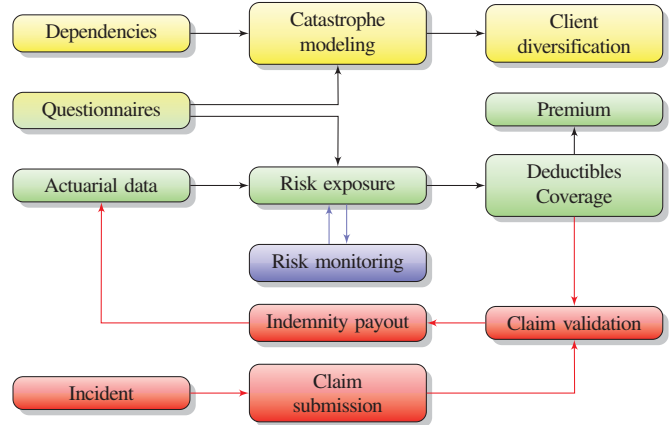 Dependencies
Catastrophe
modeling
Client
diversification
Questionnaires
Premium
Actuarial data
Risk exposure
Deductibles
Coverage
Risk monitoring
Indemnity payout
Claim validation
Incident
Claim
submission